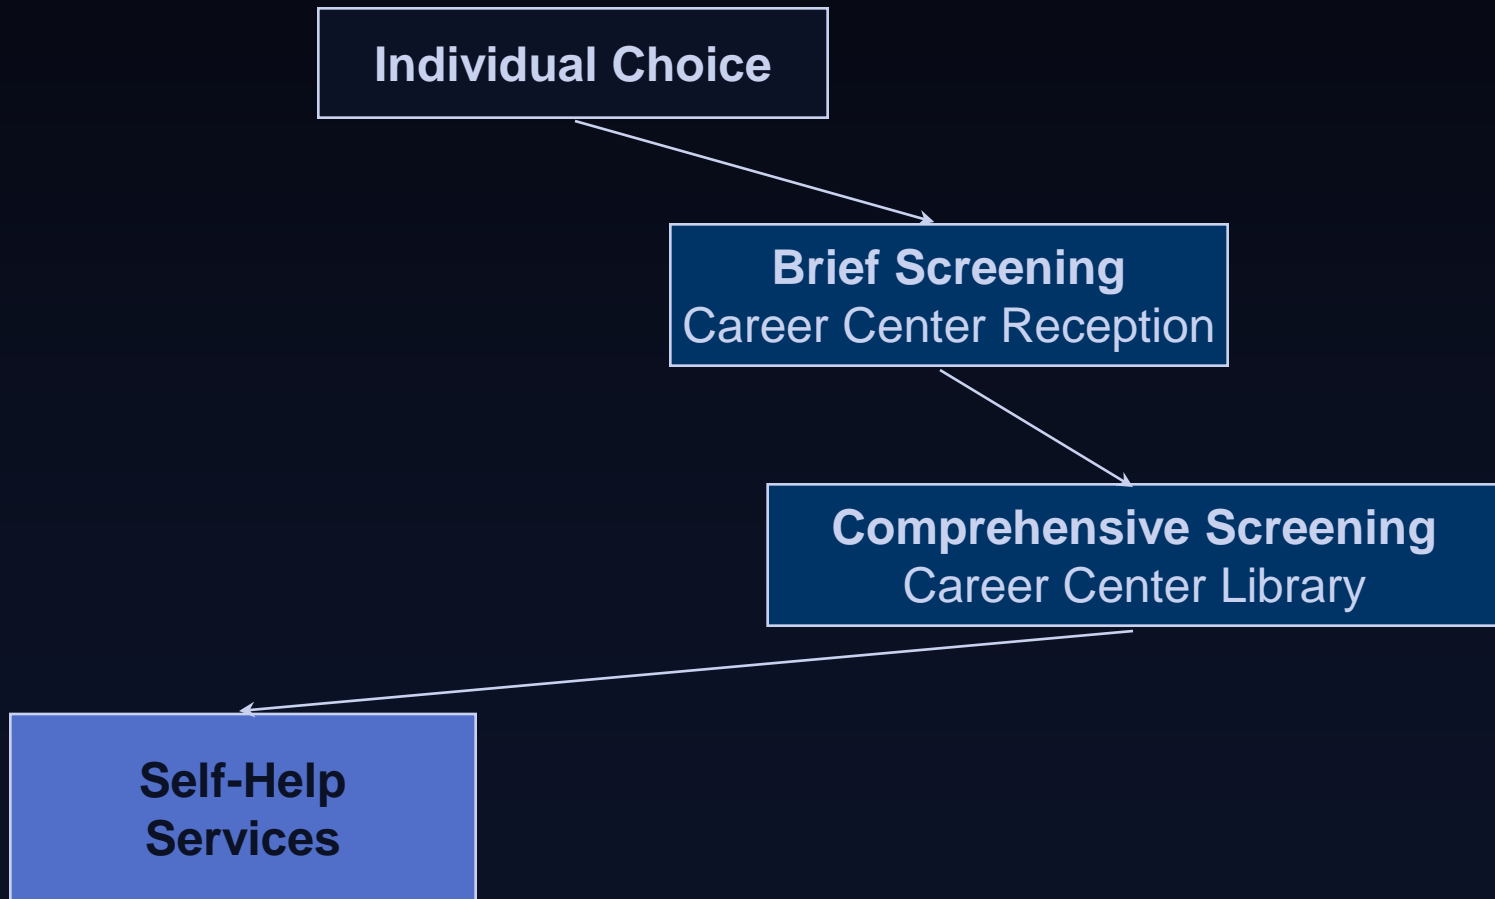 Individual Choice
Brief Screening
Career Center Reception
Comprehensive Screening
Career Center Library
Self-Help
Services